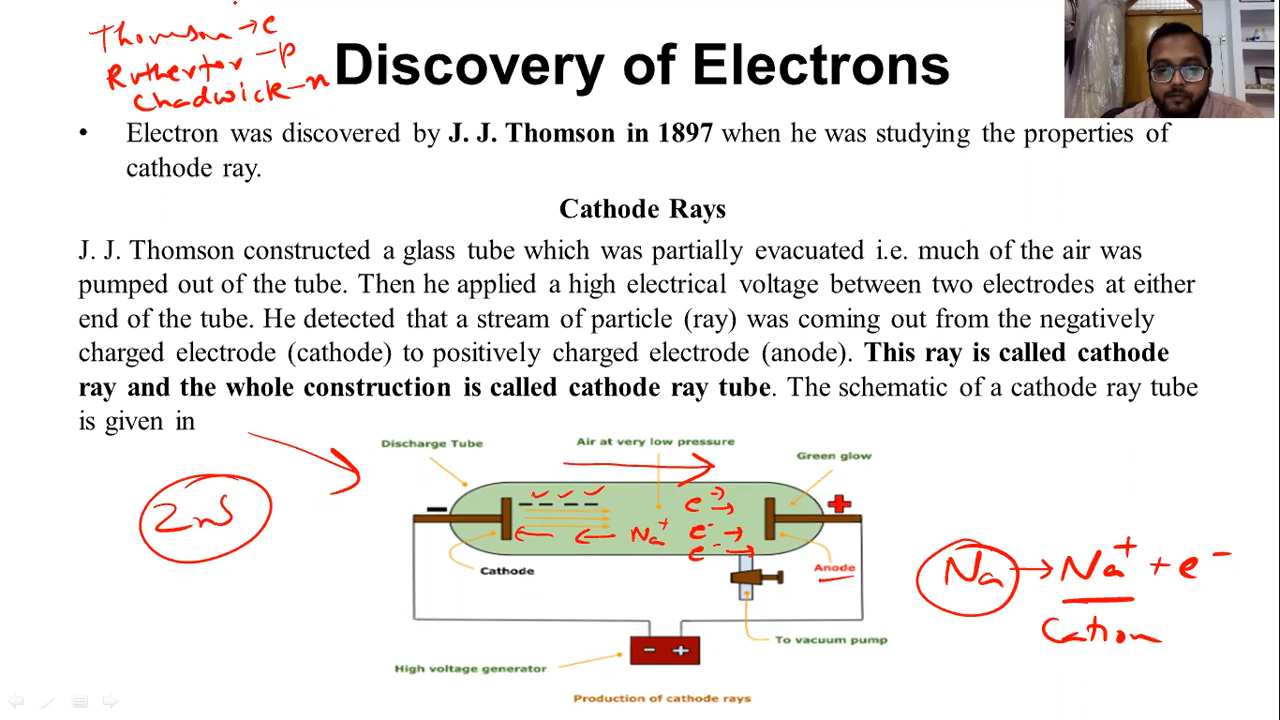 Thomson → e
Rutherfor - p
Chadwick - n
Discovery of Electrons
• Electron was discovered by J. J. Thomson in 1897 when he was studying the properties of
cathode ray.
Cathode Rays
J. J. Thomson constructed a glass tube which was partially evacuated i.e. much of the air was
pumped out of the tube. Then he applied a high electrical voltage between two electrodes at either
end of the tube. He detected that a stream of particle (ray) was coming out from the negatively
charged electrode (cathode) to positively charged electrode (anode). This ray is called cathode
ray and the whole construction is called cathode ray tube. The schematic of a cathode ray tube
is given in
Discharge Tube
Air at very low pressure
Green glow
ZnS
− +
e⁻ →
Na⁺ e⁻ →
e⁻ →
Cathode
Anode
Na → Na⁺ + e⁻
Cation
To vacuum pump
− +
High voltage generator
Production of cathode rays